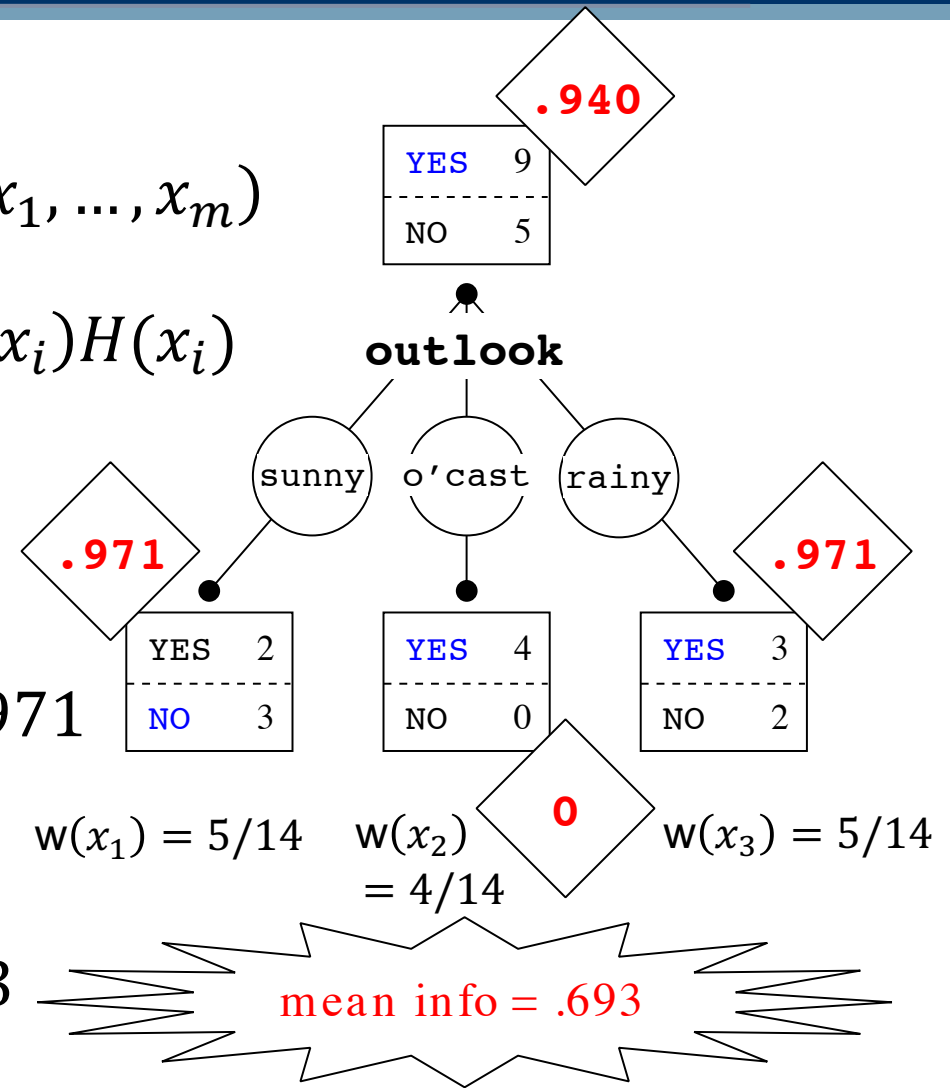 .940
YES 9
NO 5
x₁, … , xₘ)
xᵢ)H(xᵢ)
outlook
sunny o'cast rainy
.971 .971
YES 2 YES 4 YES 3
NO 3 NO 0 NO 2
971
0
w(x₁) = 5/14 w(x₂) w(x₃) = 5/14
= 4/14
3
mean info = .693